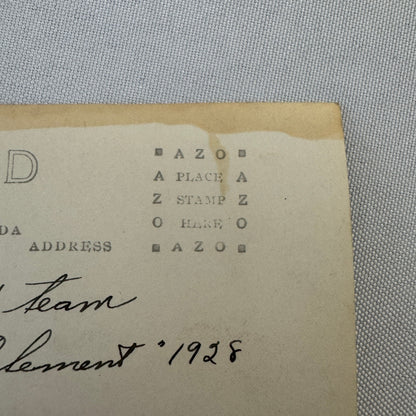 D
AZO
A PLACE A
Z STAMP Z
O HERE O
AZO
DA
ADDRESS
team
Clement "1928